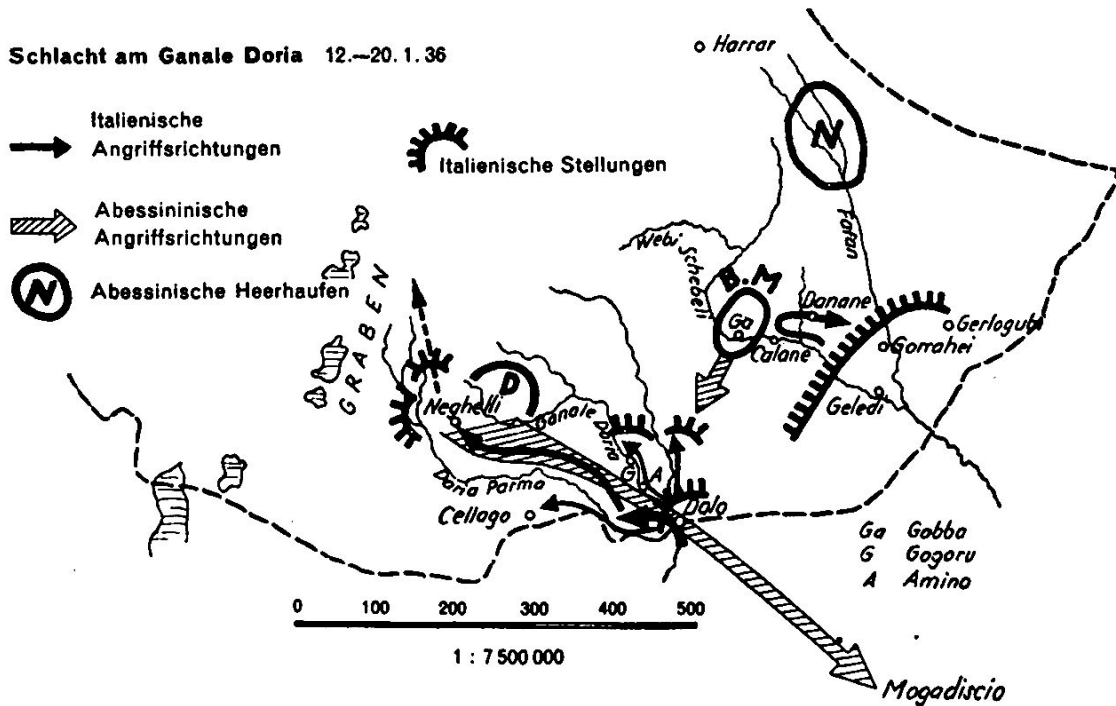 Schlacht am Ganale Doria 12.—20. 1. 36
Italienische
Angriffsrichtungen
Italienische Stellungen
Abessininische
Angriffsrichtungen
N Abessinische Heerhaufen
Harrar
N
Fafan
Webi Schebeli
B.M
Ga
Danane
Calane
Gerlogubi
Gorrahei
Geledi
GRABEN
D
Neghelli
Ganale Doria
G
A
Daria Parma
Dolo
Cellago
Ga Gobba
G Gogoru
A Amino
0 100 200 300 400 500
1 : 7 500 000
Mogadiscio